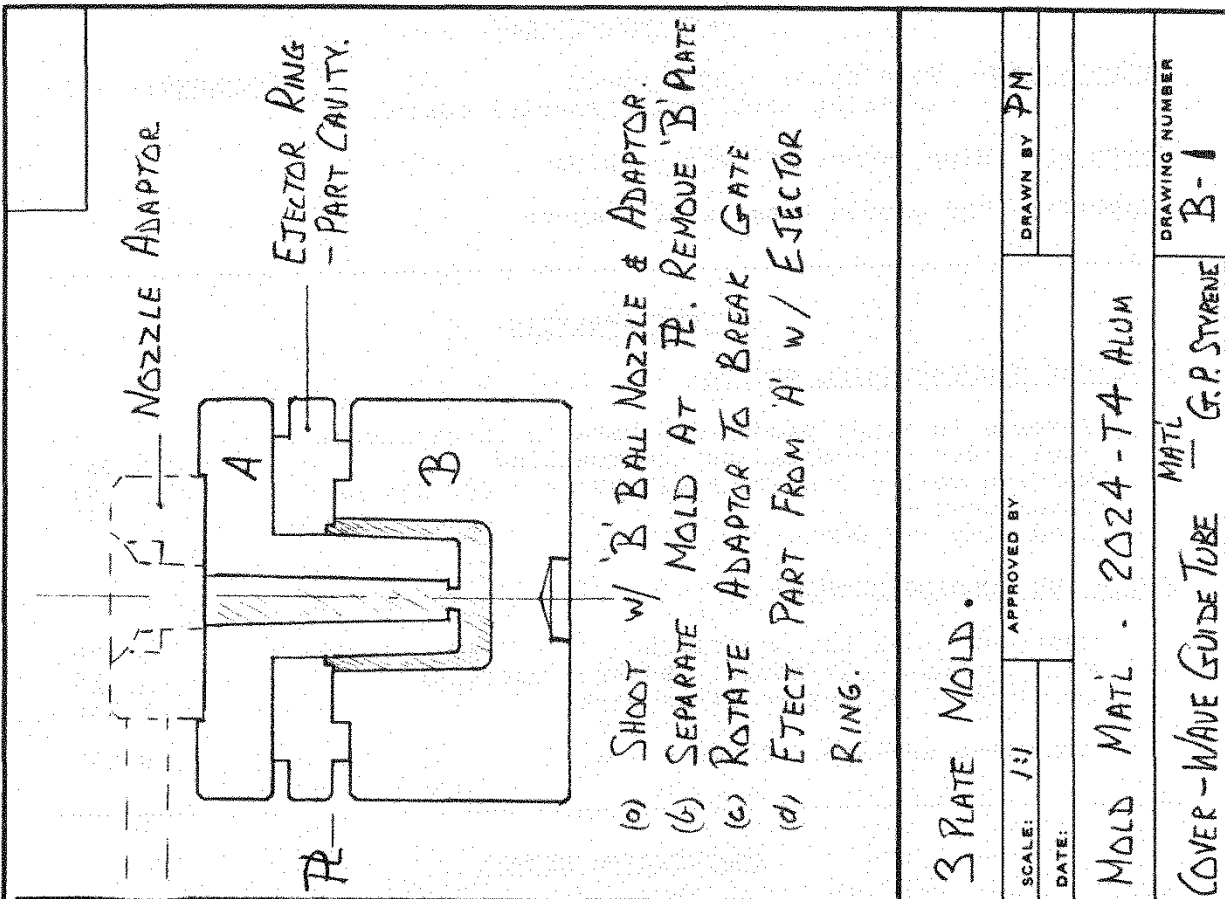 NOZZLE ADAPTOR
EJECTOR RING
- PART CAVITY.
A
B
PL
(a) SHOOT W/ 'B' BALL NOZZLE & ADAPTOR.
(b) SEPARATE MOLD AT PL. REMOVE 'B' PLATE
(c) ROTATE ADAPTOR TO BREAK GATE
(d) EJECT PART FROM 'A' W/ EJECTOR
RING.
3 PLATE MOLD.
SCALE: 1:1
APPROVED BY
DRAWN BY PM
DATE:
MOLD MATL. - 2024-T4 ALUM
COVER - WAVE GUIDE TUBE MATL - G.P. STYRENE
DRAWING NUMBER
B-1